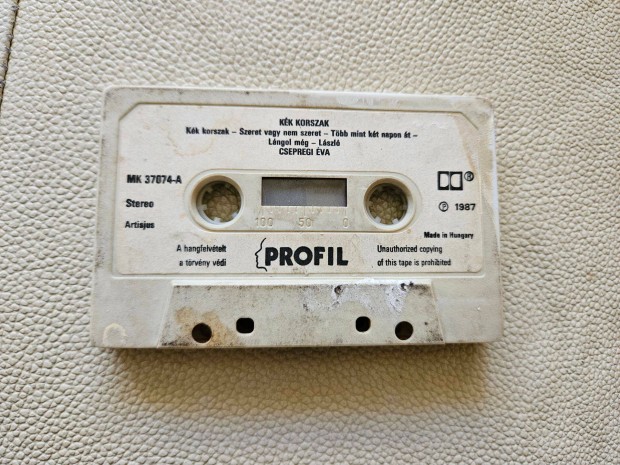 KÉK KORSZAK
Kék korszak – Szeret vagy nem szeret – Több mint két napon át –
Lángol még – László
CSEPREGI ÉVA
MK 37074-A
Stereo
Artisjus
® 
℗ 1987
Made in Hungary
100 50 0
A hangfelvételt
a törvény védi
PROFIL
Unauthorized copying
of this tape is prohibited